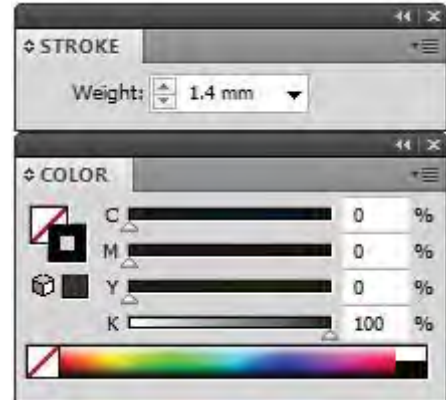 STROKE
Weight: 1.4 mm
COLOR
C 0 %
M 0 %
Y 0 %
K 100 %